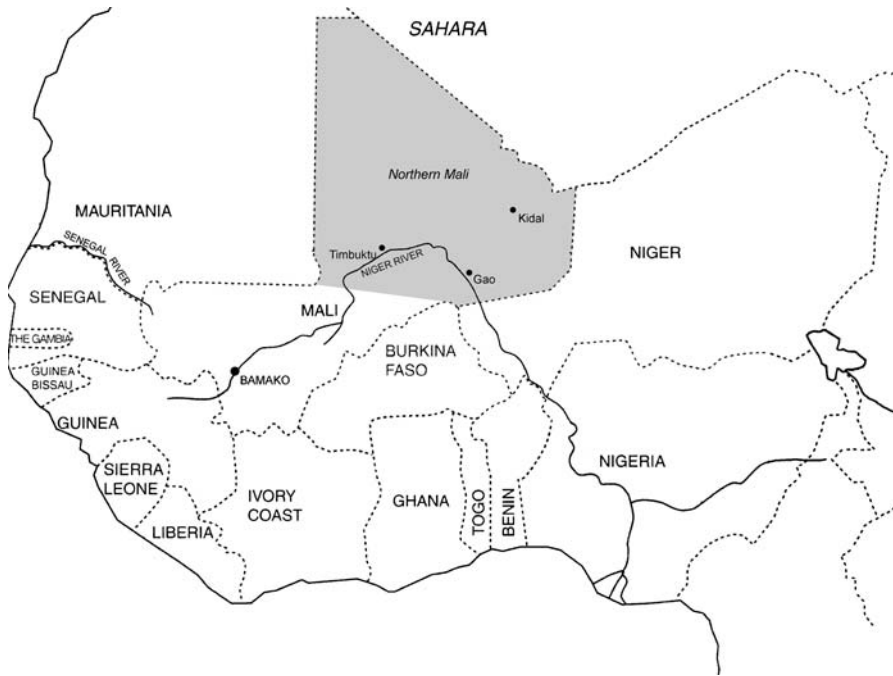 SAHARA
Northern Mali
Kidal
MAURITANIA
Timbuktu
NIGER RIVER
NIGER
SENEGAL
RIVER
Gao
SENEGAL
MALI
THE GAMBIA
BURKINA
FASO
GUINEA
BISSAU
BAMAKO
GUINEA
SIERRA
LEONE
IVORY
COAST
GHANA
TOGO
BENIN
NIGERIA
LIBERIA